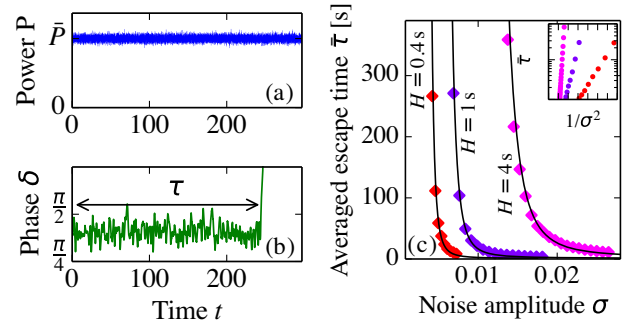 Power P
P̄
0
(a)
0 100 200
Phase δ
π/2
π/4
τ
(b)
0 100 200
Time t
Averaged escape time τ̄ [s]
300
200
100
0
H = 0.4 s
H = 1 s
H = 4 s
τ̄
1/σ²
(c)
0.01 0.02
Noise amplitude σ